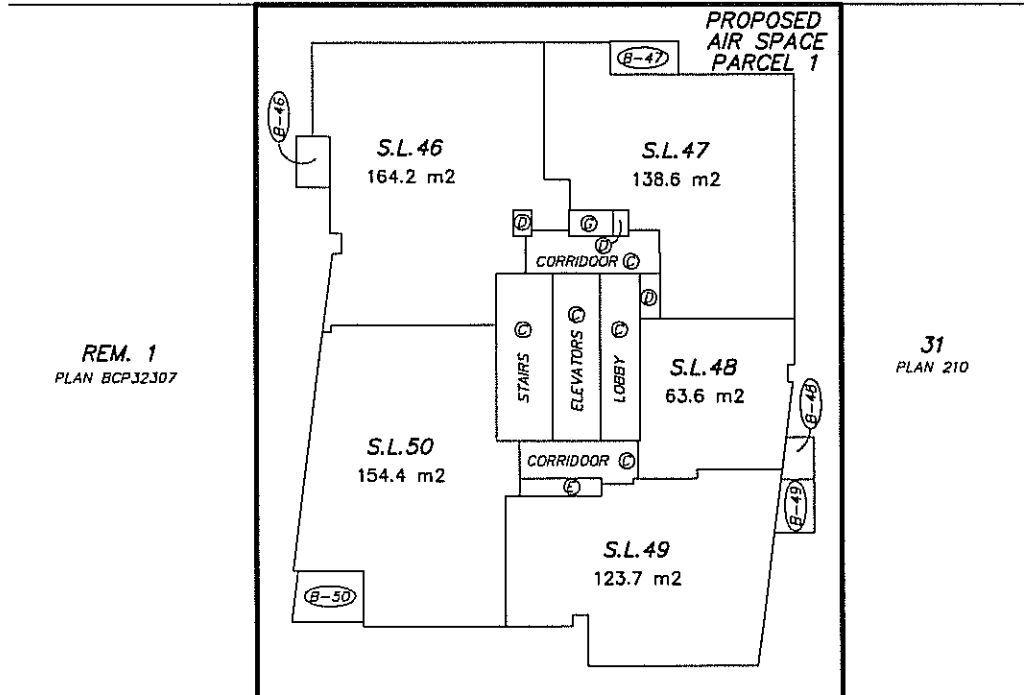 PROPOSED
AIR SPACE
PARCEL 1
B-47
B-46
S.L.46
164.2 m2
S.L.47
138.6 m2
D
G
D
CORRIDOOR C
D
STAIRS C
ELEVATORS C
LOBBY C
REM. 1
PLAN BCP32307
31
PLAN 210
S.L.48
63.6 m2
B-48
S.L.50
154.4 m2
CORRIDOOR C
E
B-49
S.L.49
123.7 m2
B-50